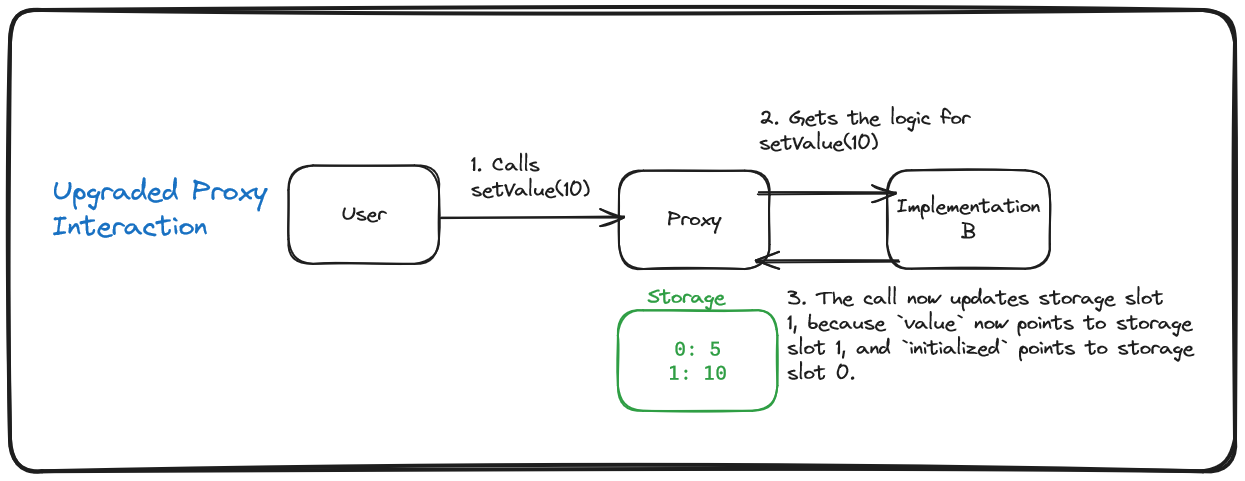 Upgraded Proxy
Interaction
User
1. Calls
setValue(10)
Proxy
2. Gets the logic for
setValue(10)
Implementation
B
Storage
0: 5
1: 10
3. The call now updates storage slot
1, because `value` now points to storage
slot 1, and `initialized` points to storage
slot 0.